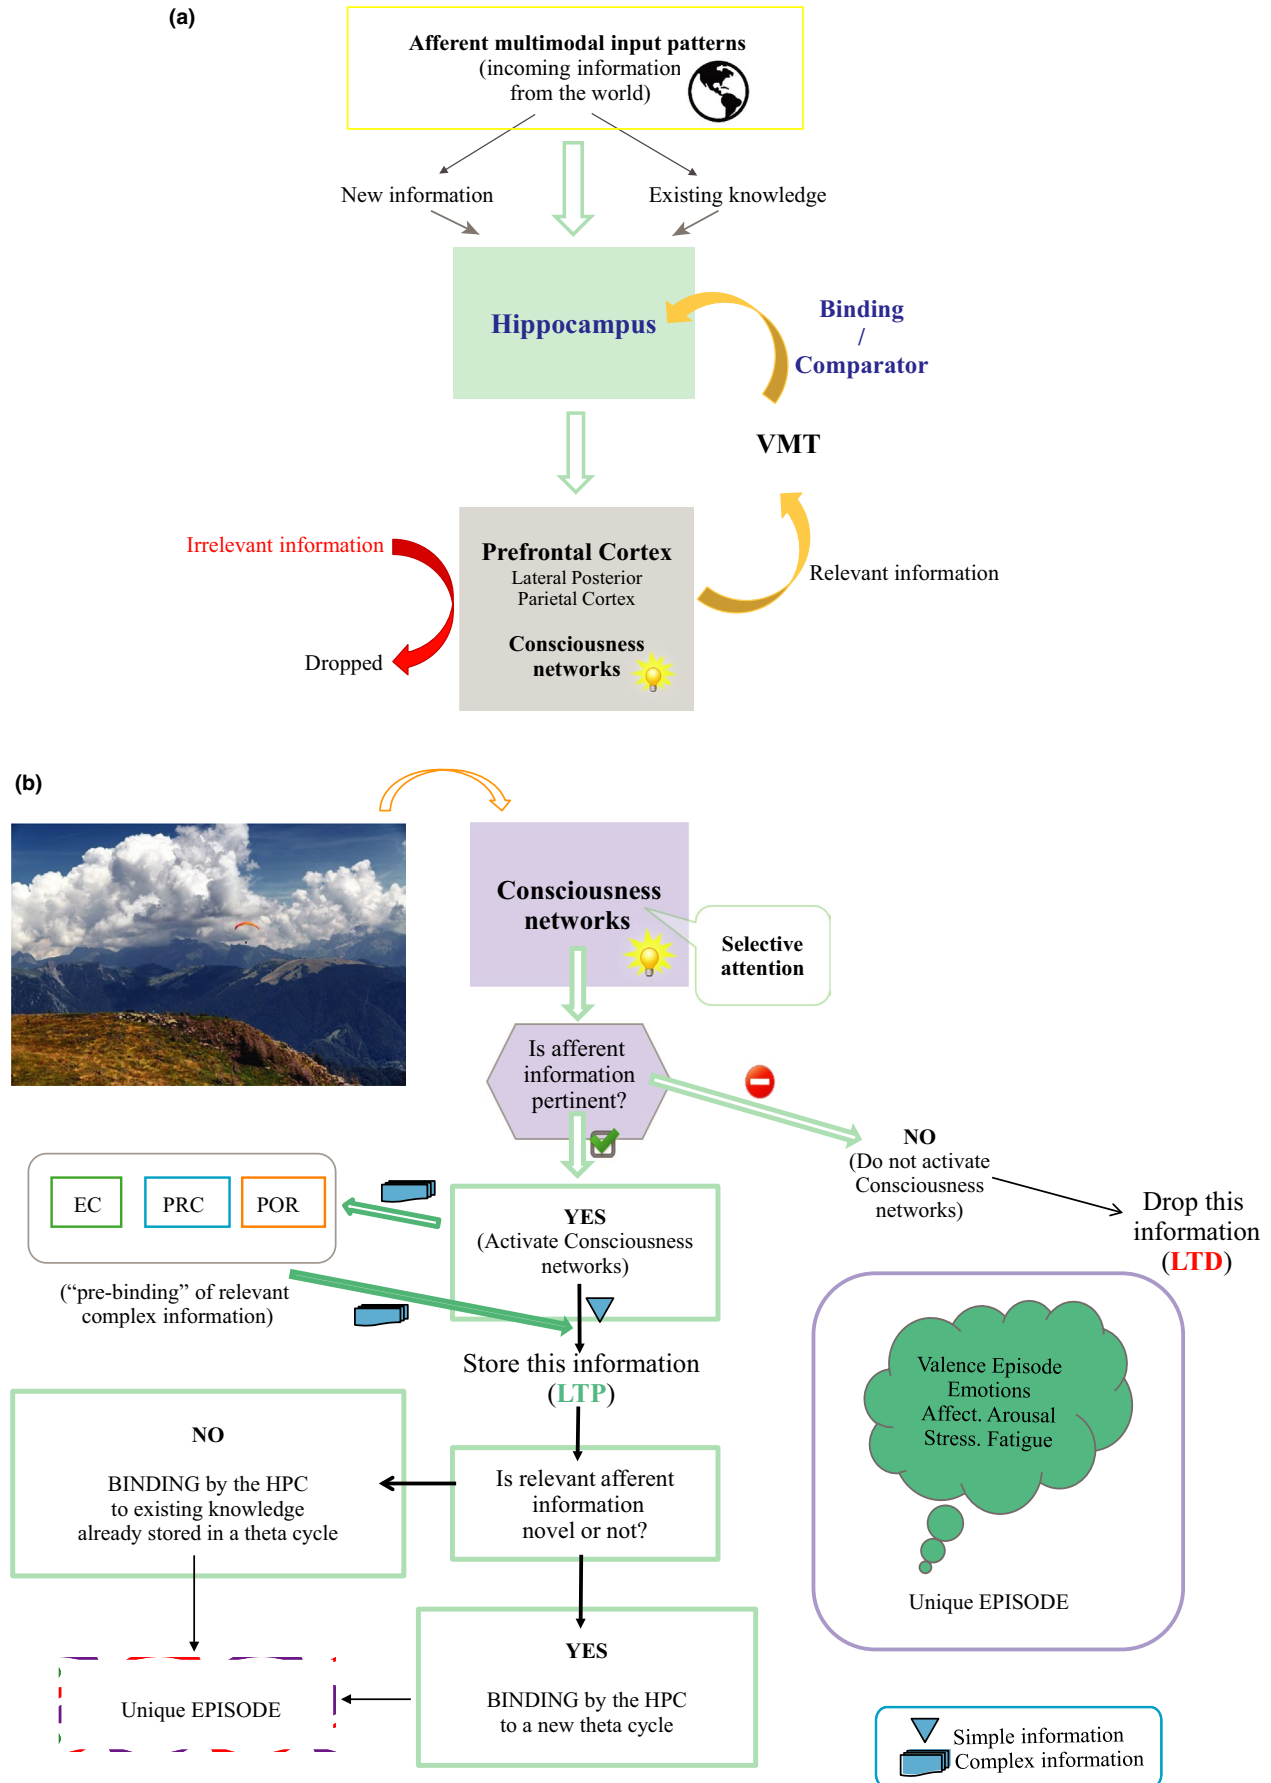 (a)
Afferent multimodal input patterns
(incoming information
from the world)
New information
Existing knowledge
Hippocampus
Binding
/
Comparator
VMT
Irrelevant information
Dropped
Prefrontal Cortex
Lateral Posterior
Parietal Cortex
Consciousness
networks
Relevant information
(b)
Consciousness
networks
Selective
attention
Is afferent
information
pertinent?
NO
(Do not activate
Consciousness
networks)
Drop this
information
(LTD)
EC
PRC
POR
("pre-binding" of relevant
complex information)
YES
(Activate Consciousness
networks)
Store this information
(LTP)
Valence Episode
Emotions
Affect. Arousal
Stress. Fatigue
Unique EPISODE
NO
BINDING by the HPC
to existing knowledge
already stored in a theta cycle
Is relevant afferent
information
novel or not?
YES
BINDING by the HPC
to a new theta cycle
Unique EPISODE
Simple information
Complex information